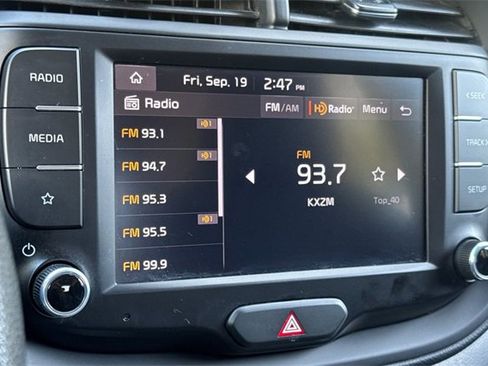 RADIO
MEDIA
Fri, Sep. 19 2:47 PM
Radio FM/AM HD Radio® Menu
FM 93.1
FM 94.7
FM 95.3
FM 95.5
FM 99.9
FM
93.7
KXZM Top_40
< SEEK
TRACK >
SETUP